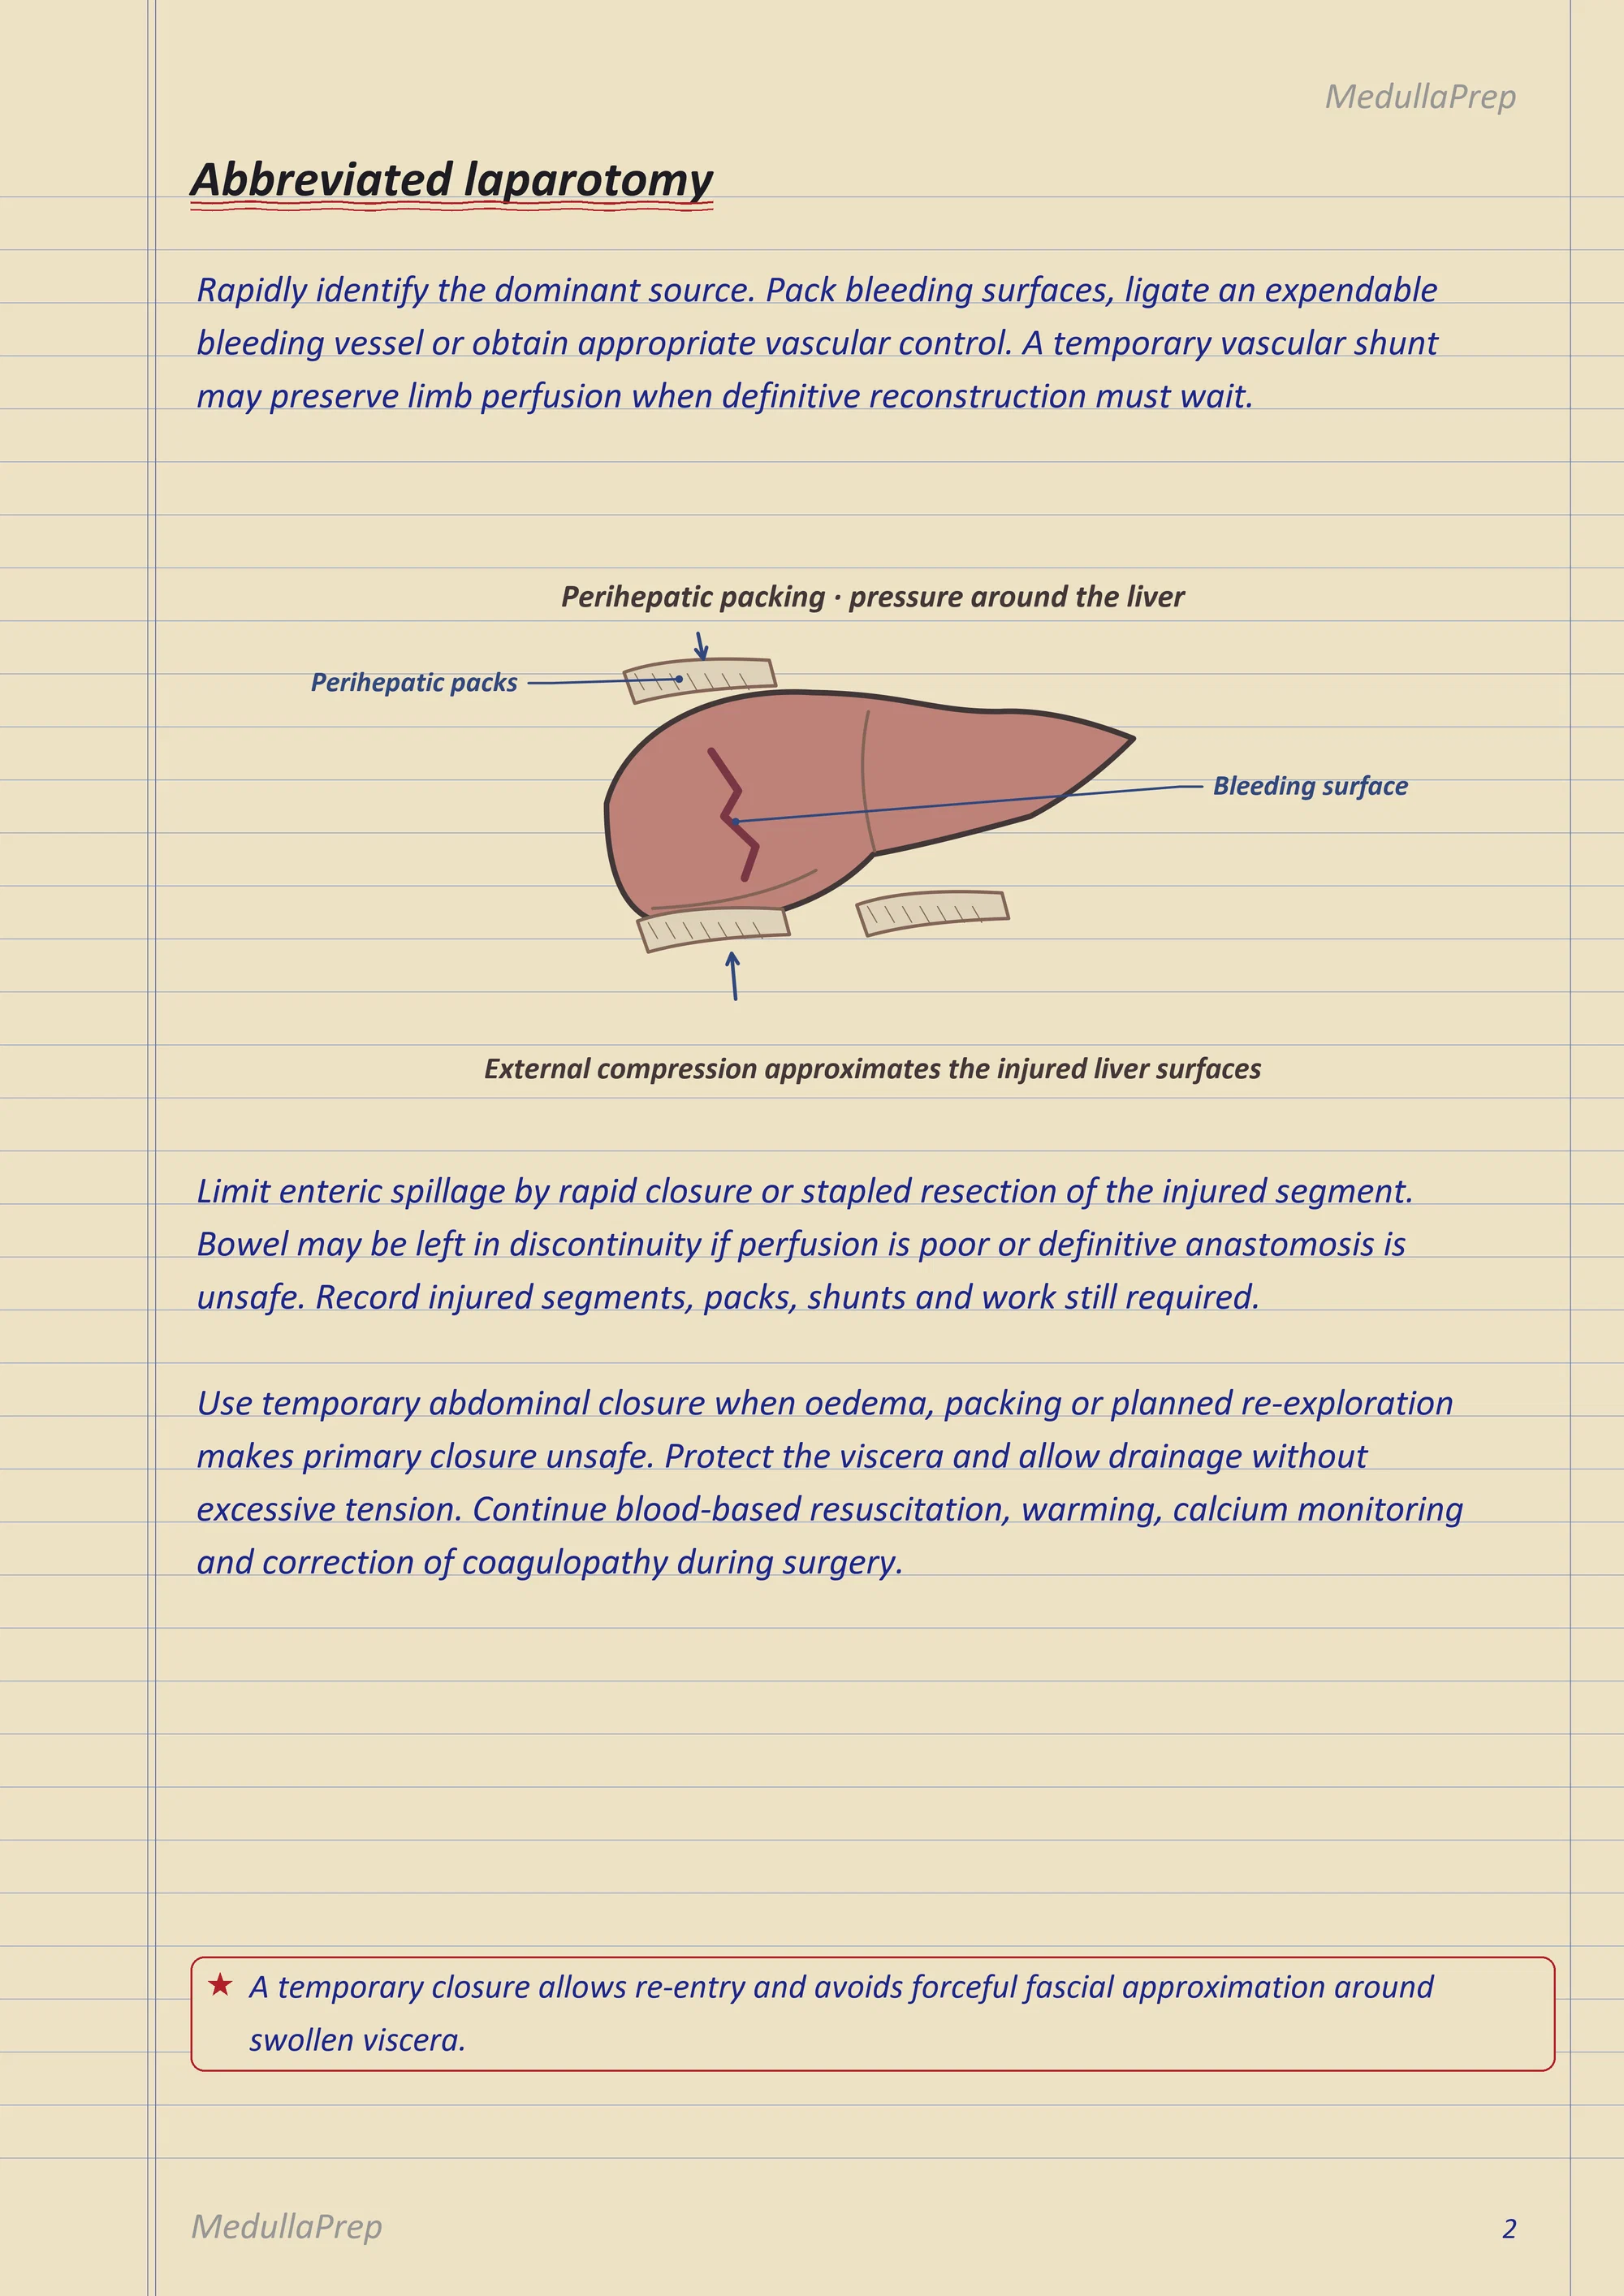 MedullaPrep
Abbreviated laparotomy
Rapidly identify the dominant source. Pack bleeding surfaces, ligate an expendable
bleeding vessel or obtain appropriate vascular control. A temporary vascular shunt
may preserve limb perfusion when definitive reconstruction must wait.
Perihepatic packing · pressure around the liver
Perihepatic packs
Bleeding surface
External compression approximates the injured liver surfaces
Limit enteric spillage by rapid closure or stapled resection of the injured segment.
Bowel may be left in discontinuity if perfusion is poor or definitive anastomosis is
unsafe. Record injured segments, packs, shunts and work still required.
Use temporary abdominal closure when oedema, packing or planned re-exploration
makes primary closure unsafe. Protect the viscera and allow drainage without
excessive tension. Continue blood-based resuscitation, warming, calcium monitoring
and correction of coagulopathy during surgery.
★ A temporary closure allows re-entry and avoids forceful fascial approximation around
swollen viscera.
MedullaPrep
2